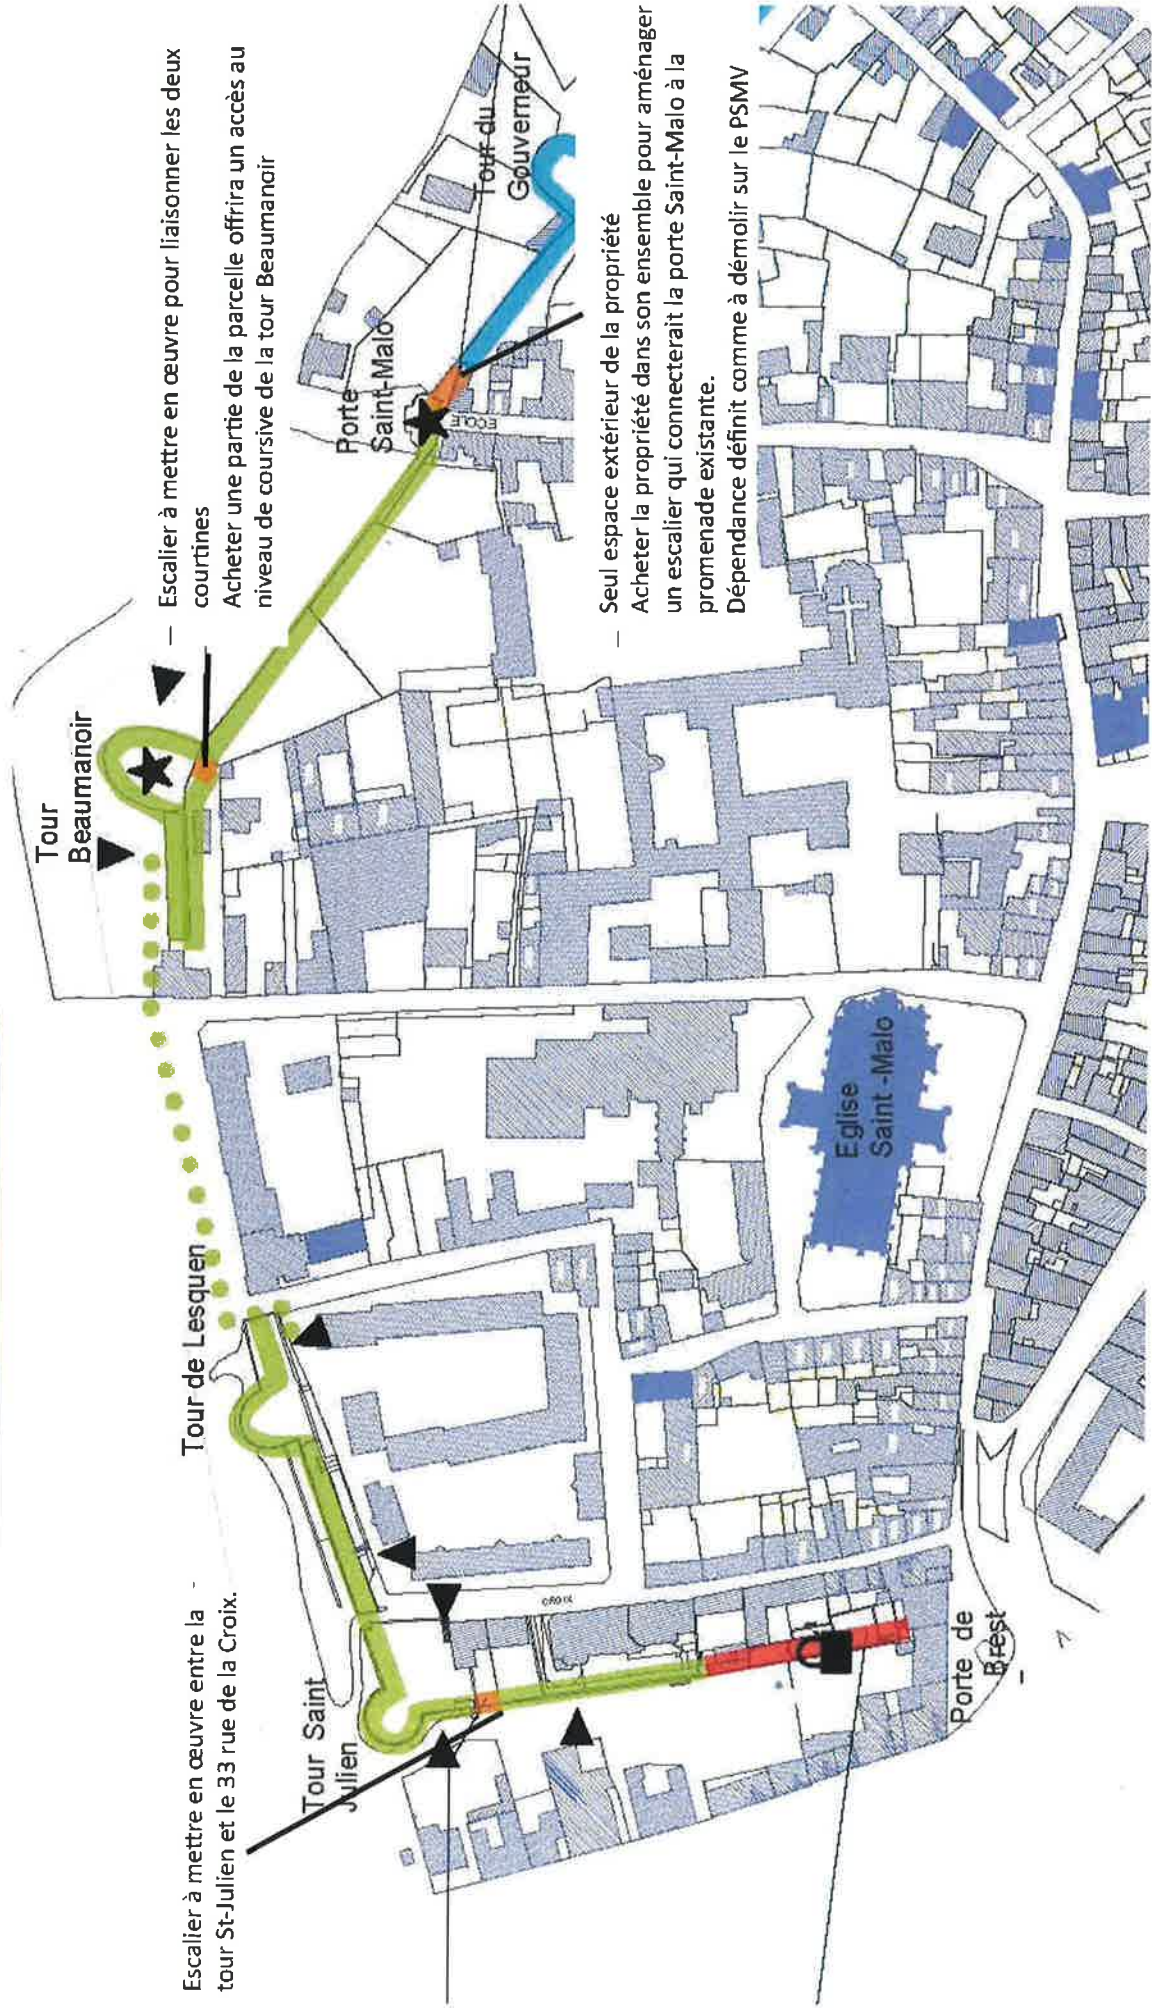 Escalier à mettre en œuvre entre la -
tour St-Julien et le 33 rue de la Croix.
Tour Saint
Julien
Tour de Lesquen
Tour
Beaumanoir
— Escalier à mettre en œuvre pour liaisonner les deux
courtines
Acheter une partie de la parcelle offrira un accès au
niveau de coursive de la tour Beaumanoir
Porte
Saint-Malo
Tour du
Gouverneur
ECOLE
— Seul espace extérieur de la propriété
Acheter la propriété dans son ensemble pour aménager
un escalier qui connecterait la porte Saint-Malo à la
promenade existante.
Dépendance définit comme à démolir sur le PSMV
CROIX
Eglise
Saint-Malo
Porte de
Brest